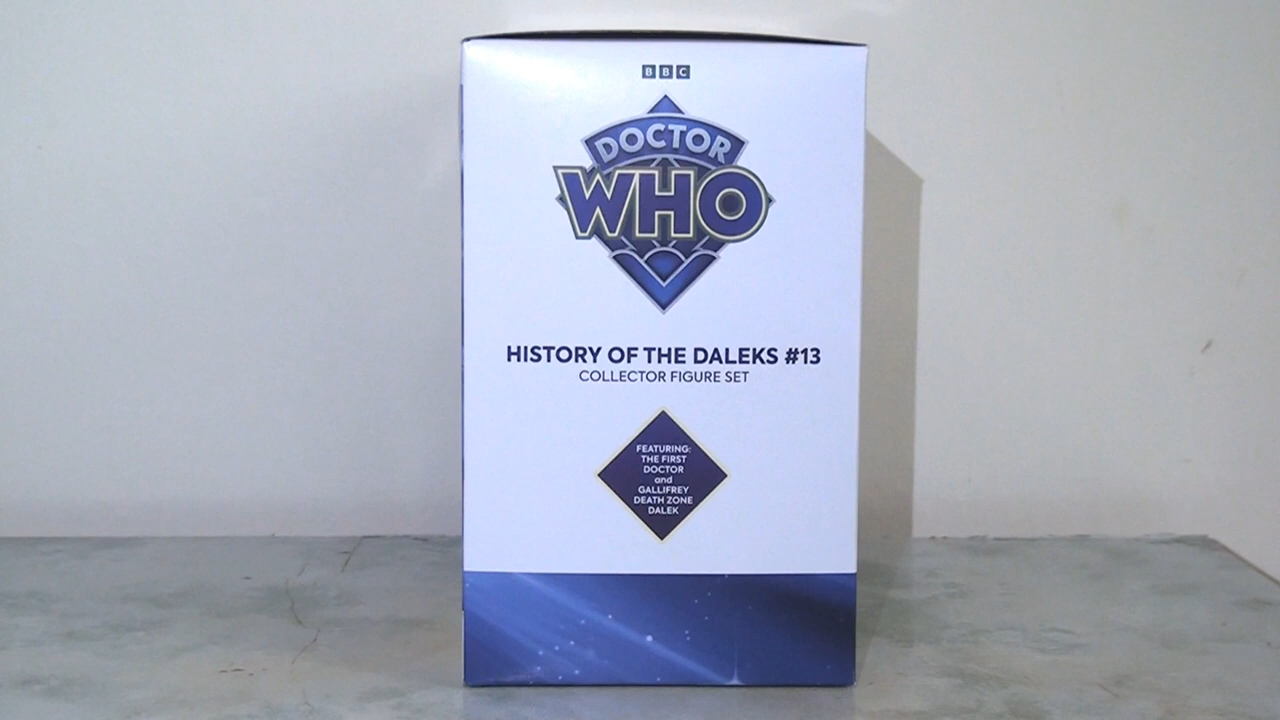 BBC
DOCTOR
WHO
HISTORY OF THE DALEKS #13
COLLECTOR FIGURE SET
FEATURING:
THE FIRST
DOCTOR
and
GALLIFREY
DEATH ZONE
DALEK